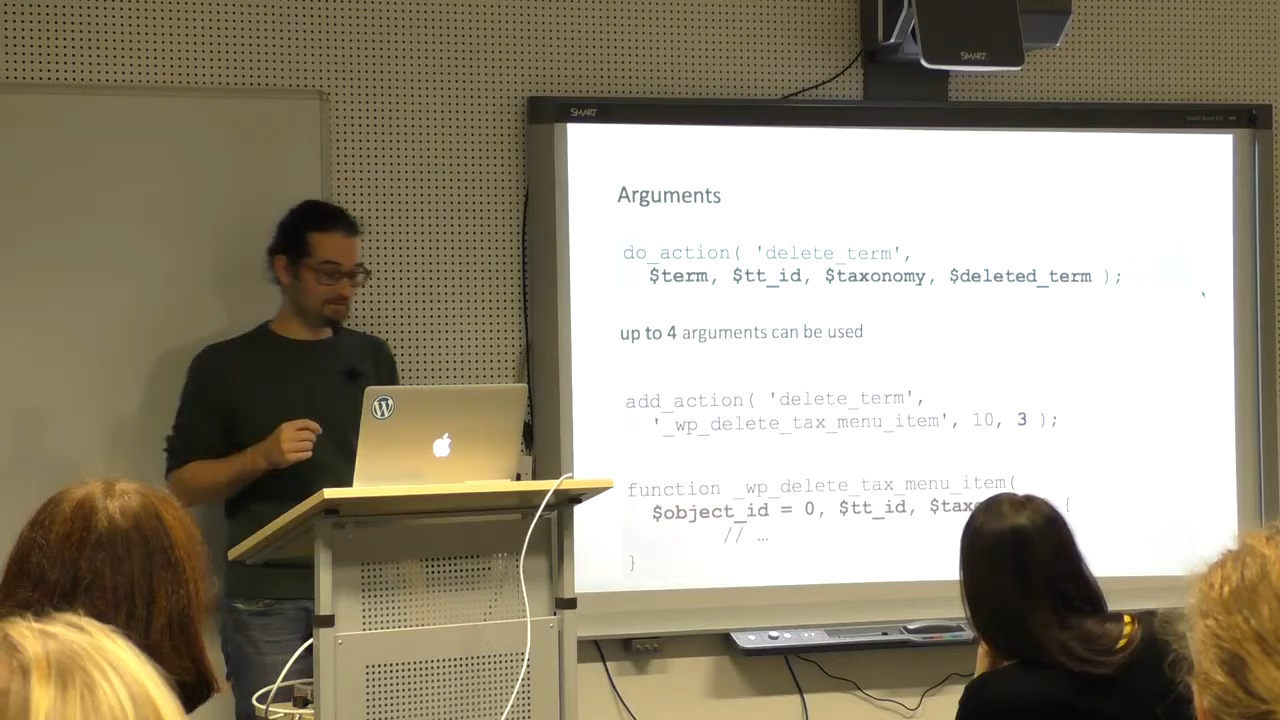 SMART
SMART
Arguments
do_action( 'delete_term',
$term, $tt_id, $taxonomy, $deleted_term );
up to 4 arguments can be used
add_action( 'delete_term',
'_wp_delete_tax_menu_item', 10, 3 );
function _wp_delete_tax_menu_item(
$object_id = 0, $tt_id, {
// …
}